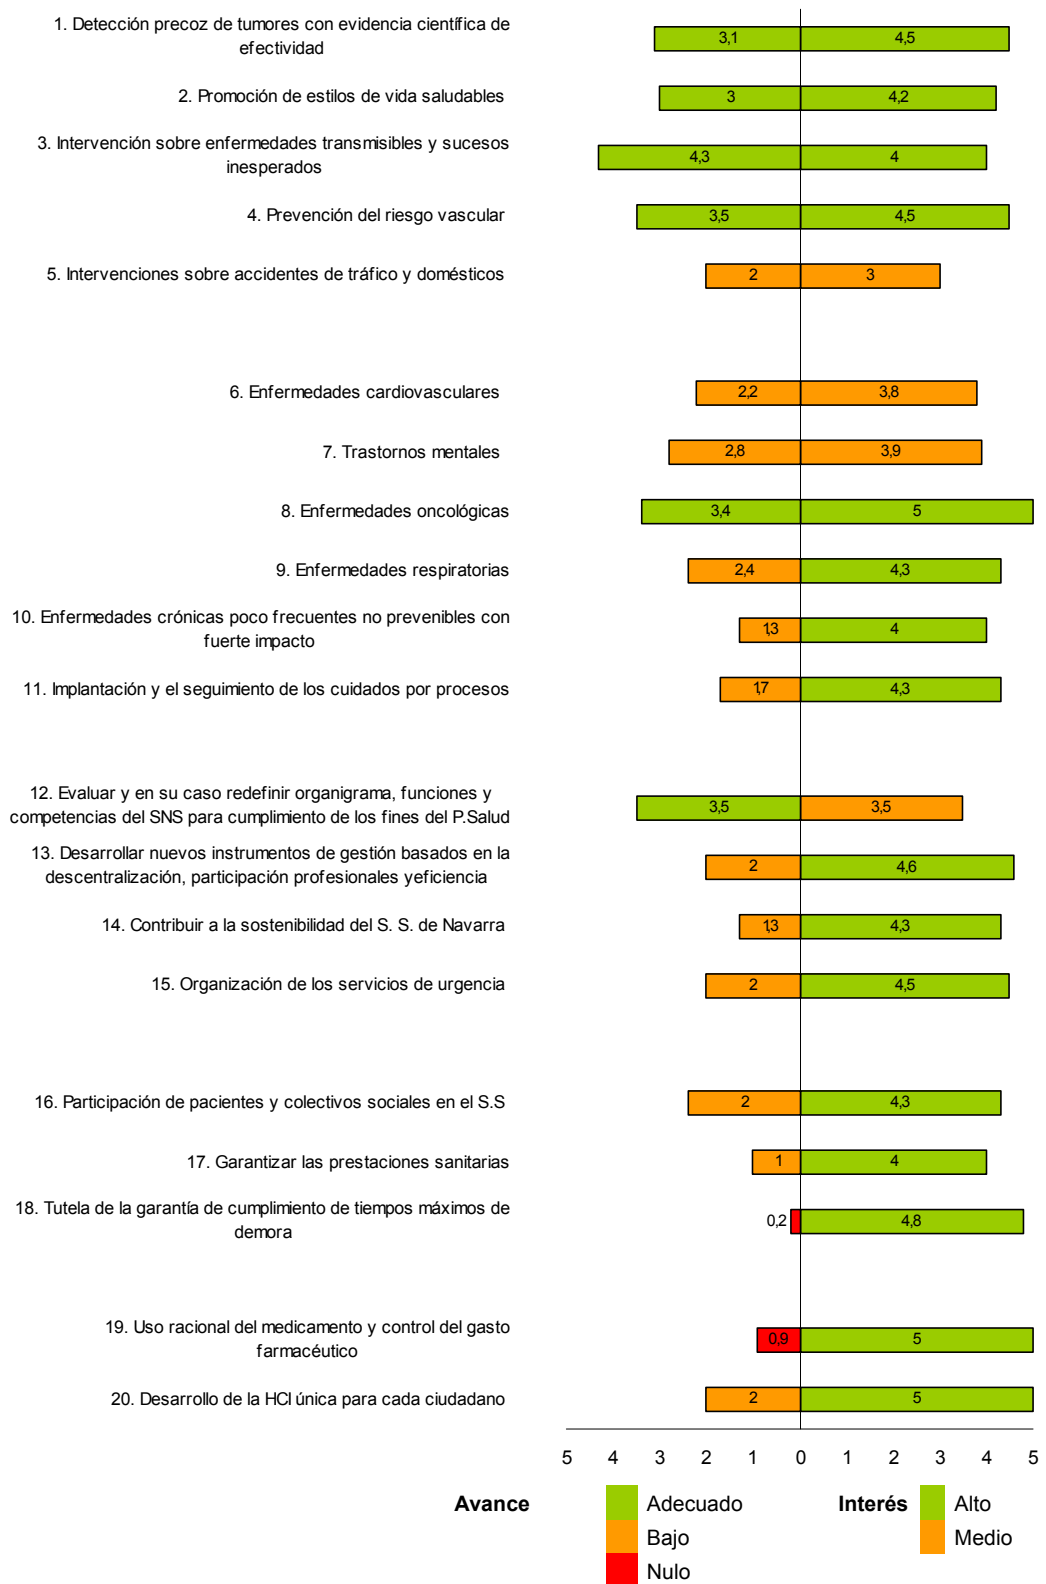 1. Detección precoz de tumores con evidencia científica de
efectividad
3,1 4,5
2. Promoción de estilos de vida saludables
3 4,2
3. Intervención sobre enfermedades transmisibles y sucesos
inesperados
4,3 4
4. Prevención del riesgo vascular
3,5 4,5
5. Intervenciones sobre accidentes de tráfico y domésticos
2 3
6. Enfermedades cardiovasculares
2,2 3,8
7. Trastornos mentales
2,8 3,9
8. Enfermedades oncológicas
3,4 5
9. Enfermedades respiratorias
2,4 4,3
10. Enfermedades crónicas poco frecuentes no prevenibles con
fuerte impacto
1,3 4
11. Implantación y el seguimiento de los cuidados por procesos
1,7 4,3
12. Evaluar y en su caso redefinir organigrama, funciones y
competencias del SNS para cumplimiento de los fines del P.Salud
3,5 3,5
13. Desarrollar nuevos instrumentos de gestión basados en la
descentralización, participación profesionales yeficiencia
2 4,6
14. Contribuir a la sostenibilidad del S. S. de Navarra
1,3 4,3
15. Organización de los servicios de urgencia
2 4,5
16. Participación de pacientes y colectivos sociales en el S.S
2 4,3
17. Garantizar las prestaciones sanitarias
1 4
18. Tutela de la garantía de cumplimiento de tiempos máximos de
demora
0,2 4,8
19. Uso racional del medicamento y control del gasto
farmacéutico
0,9 5
20. Desarrollo de la HCI única para cada ciudadano
2 5
5 4 3 2 1 0 1 2 3 4 5
Avance Adecuado Interés Alto
Bajo Medio
Nulo